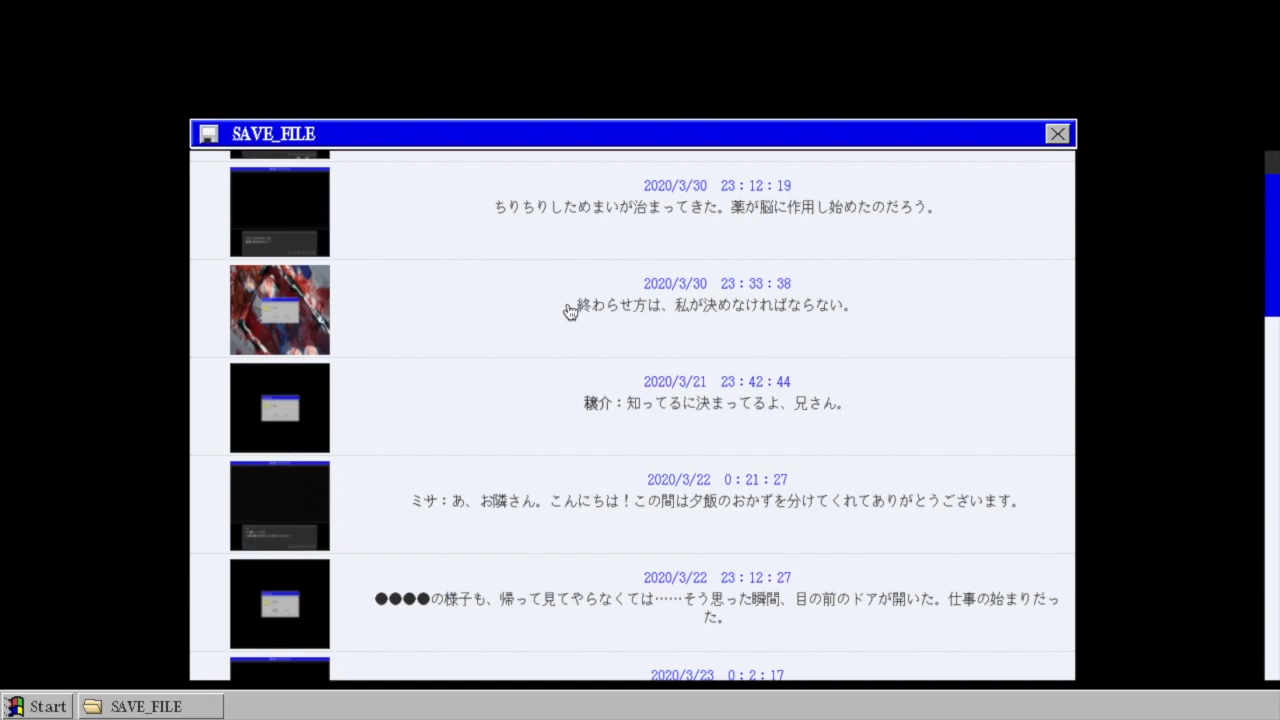 SAVE_FILE
2020/3/30 23:12:19
ちりちりしためまいが治まってきた。薬が脳に作用し始めたのだろう。
2020/3/30 23:33:38
終わらせ方は、私が決めなければならない。
2020/3/21 23:42:44
穣介：知ってるに決まってるよ、兄さん。
2020/3/22 0:21:27
ミサ：あ、お隣さん。こんにちは！この間は夕飯のおかずを分けてくれてありがとうございます。
2020/3/22 23:12:27
●●●●の様子も、帰って見てやらなくては……そう思った瞬間、目の前のドアが開いた。仕事の始まりだっ
た。
2020/3/23 0:2:17
Start
SAVE_FILE